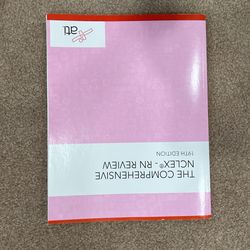 ati
THE COMPREHENSIVE
NCLEX® - RN REVIEW
19TH EDITION